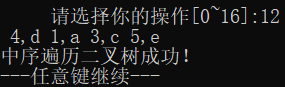 请选择你的操作[0~16]:12
4,d 1,a 3,c 5,e
中序遍历二叉树成功!
---任意键继续---